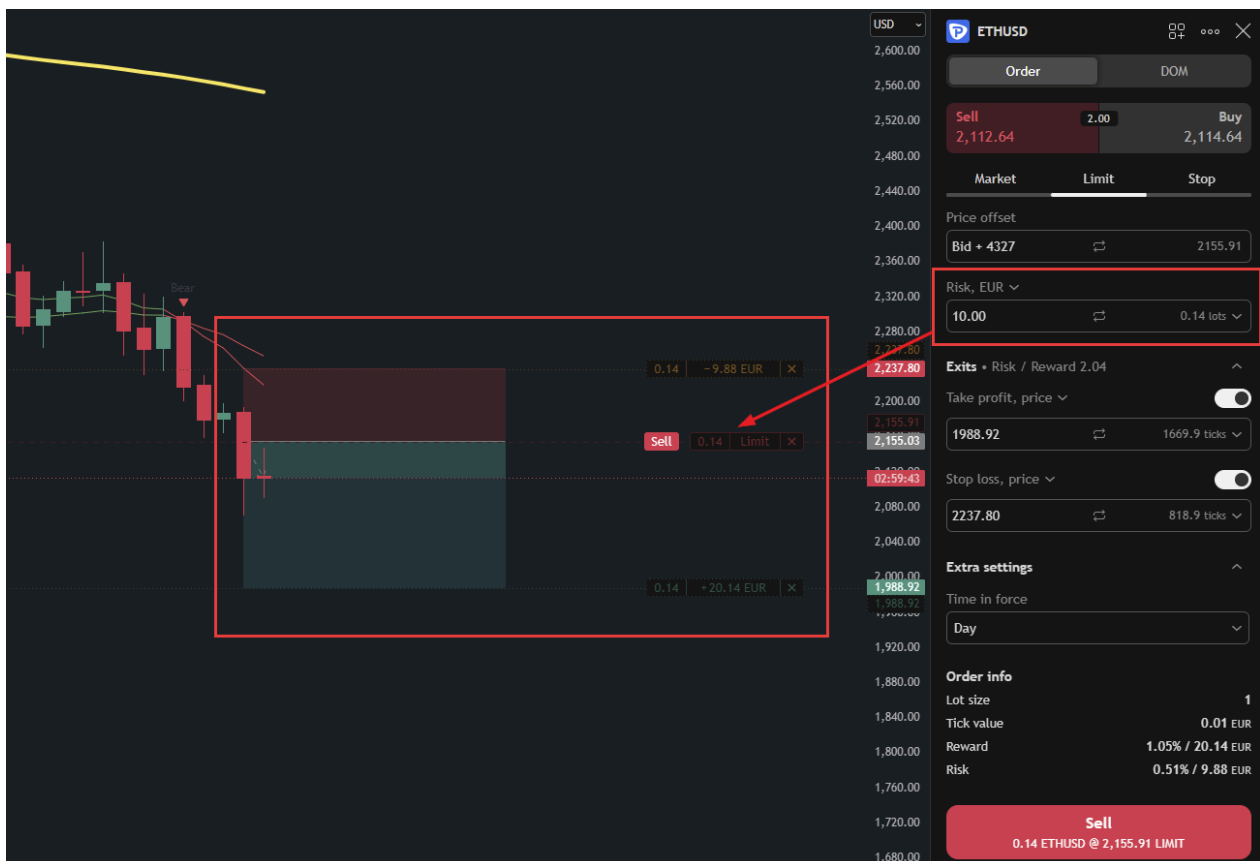 USD
2,600.00
2,560.00
2,520.00
2,480.00
2,440.00
2,400.00
2,360.00
2,320.00
2,280.00
2,237.80
2,237.80
2,200.00
2,155.91
2,155.03
02:59:43
2,080.00
2,040.00
2,000.00
1,988.92
1,988.92
1,920.00
1,880.00
1,840.00
1,800.00
1,760.00
1,720.00
1,680.00
Bear
0.14 −9.88 EUR ×
Sell 0.14 Limit ×
0.14 +20.14 EUR ×
ETHUSD
Order DOM
Sell 2.00 Buy
2,112.64 2,114.64
Market Limit Stop
Price offset
Bid + 4327 2155.91
Risk, EUR
10.00 0.14 lots
Exits • Risk / Reward 2.04
Take profit, price
1988.92 1669.9 ticks
Stop loss, price
2237.80 818.9 ticks
Extra settings
Time in force
Day
Order info
Lot size 1
Tick value 0.01 EUR
Reward 1.05% / 20.14 EUR
Risk 0.51% / 9.88 EUR
Sell
0.14 ETHUSD @ 2,155.91 LIMIT